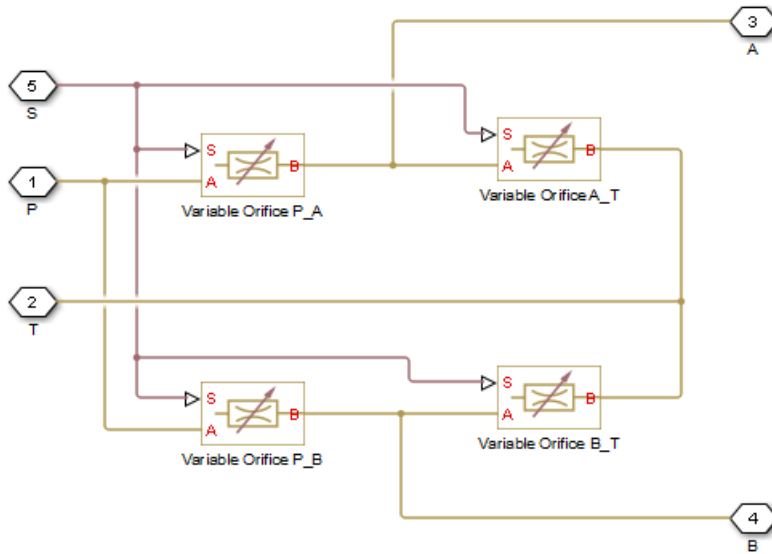 3
A
5
S
S
A
B
Variable Orifice A_T
S
A
B
Variable Orifice P_A
1
P
2
T
S
A
B
Variable Orifice B_T
S
A
B
Variable Orifice P_B
4
B